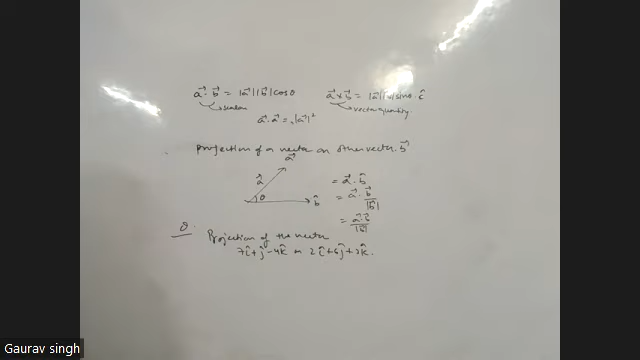 a⃗·b⃗ = |a⃗||b⃗|cosθ    a⃗×b⃗ = |a⃗||b⃗|sinθ·
scalar    vector quantity
a⃗·a⃗ = |a⃗|²
projection of a vector on other vector b⃗
a⃗
a⃗    = a⃗·b̂
θ    b⃗    = a⃗·b⃗/|b⃗|
= a⃗·b⃗/|b⃗|
Q. Projection of the vector
7î+ĵ-4k̂ on 2î+6ĵ+3k̂.
Gaurav singh